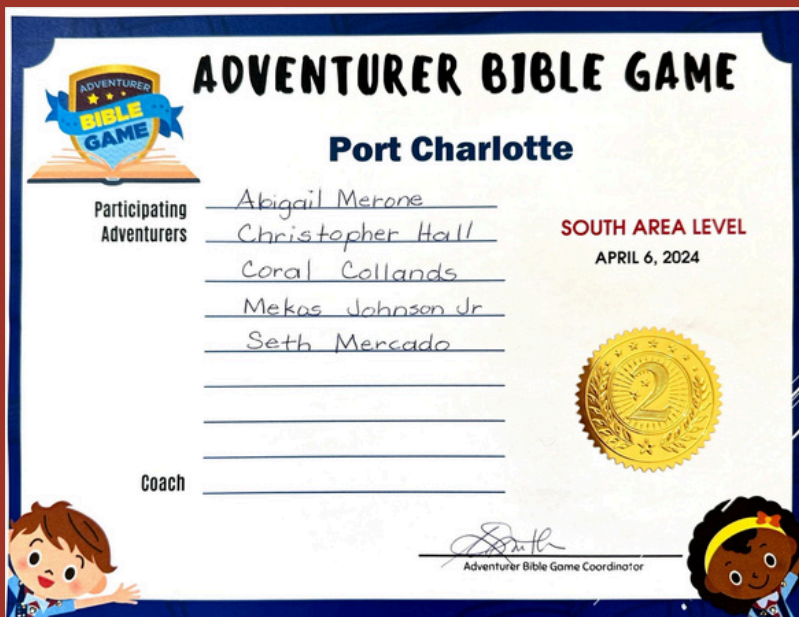 ADVENTURER
BIBLE
GAME
ADVENTURER BIBLE GAME
Port Charlotte
Participating
Adventurers
Abigail Merone
Christopher Hall
Coral Collands
Mekos Johnson Jr
Seth Mercado
SOUTH AREA LEVEL
APRIL 6, 2024
2
Coach
Adventurer Bible Game Coordinator